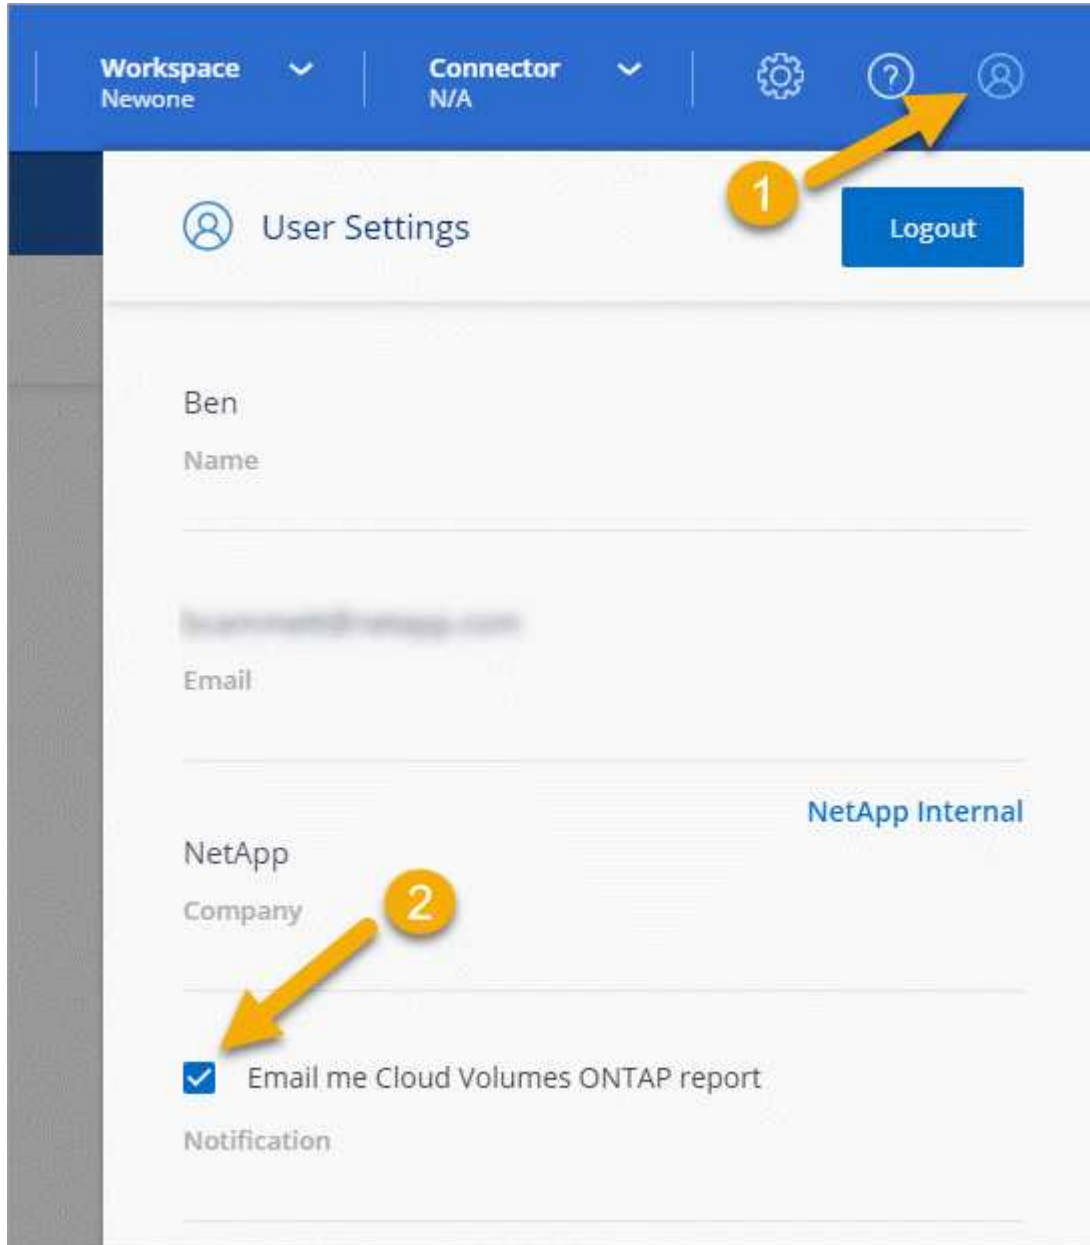 Workspace
Newone
Connector
N/A
1
User Settings
Logout
Ben
Name
Email
NetApp Internal
NetApp
Company
2
Email me Cloud Volumes ONTAP report
Notification